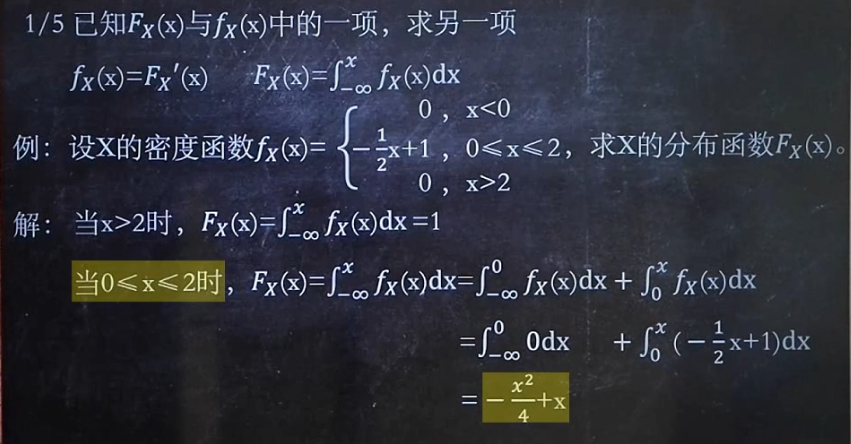 1/5 已知F_X(x)与f_X(x)中的一项，求另一项
f_X(x)=F_X′(x) F_X(x)=∫_{-∞}^{x} f_X(x)dx
0 ，x<0
例：设X的密度函数f_X(x)= { -1/2x+1 ，0⩽x⩽2，求X的分布函数F_X(x)。
0 ，x>2
解：当x>2时，F_X(x)=∫_{-∞}^{x} f_X(x)dx=1
当0⩽x⩽2时，F_X(x)=∫_{-∞}^{x} f_X(x)dx=∫_{-∞}^{0} f_X(x)dx + ∫_{0}^{x} f_X(x)dx
=∫_{-∞}^{0} 0dx + ∫_{0}^{x} (-1/2x+1)dx
= -x²/4+x